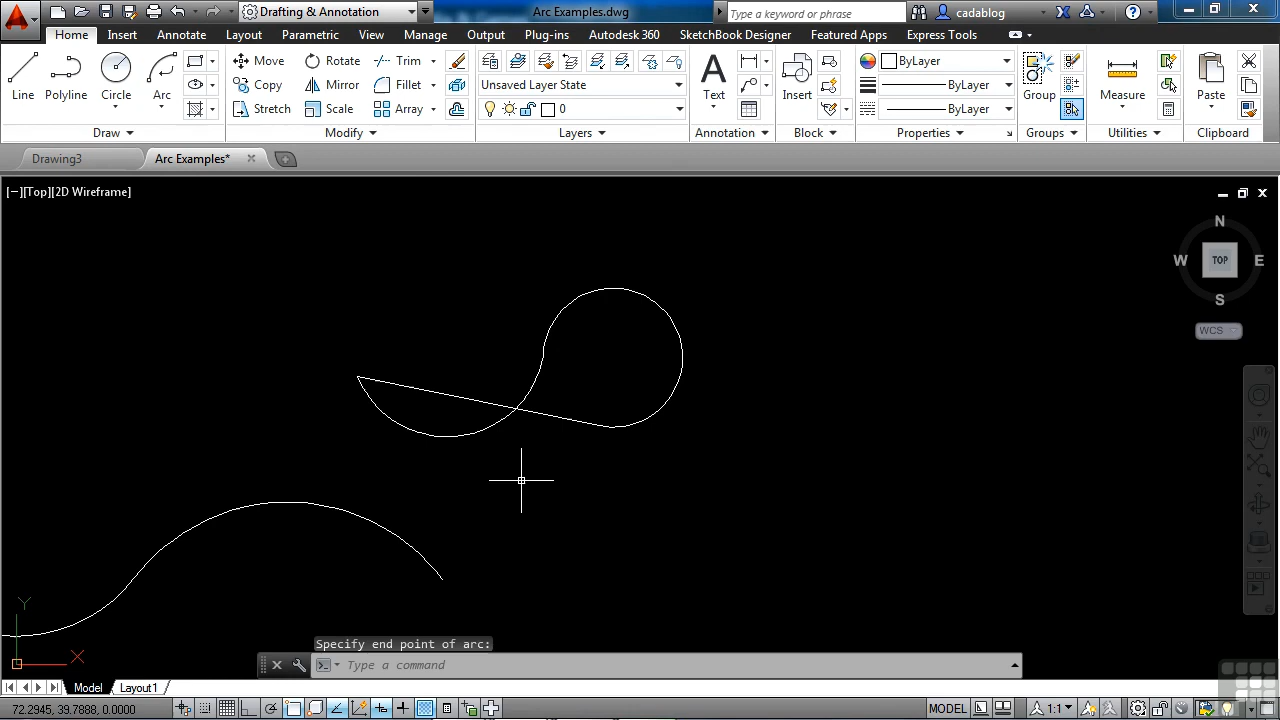 Drafting & Annotation
Arc Examples.dwg
Type a keyword or phrase
cadablog
Home Insert Annotate Layout Parametric View Manage Output Plug-ins Autodesk 360 SketchBook Designer Featured Apps Express Tools
Line Polyline Circle Arc
Move Rotate Trim
Copy Mirror Fillet
Stretch Scale Array
Unsaved Layer State
0
Text
Insert
ByLayer
ByLayer
ByLayer
Group
Measure
Paste
Draw Modify Layers Annotation Block Properties Groups Utilities Clipboard
Drawing3 Arc Examples*
[−][Top][2D Wireframe]
N
W TOP E
S
WCS
Y
X
Specify end point of arc:
Type a command
Model Layout1
72.2945, 39.7888, 0.0000
MODEL
1:1